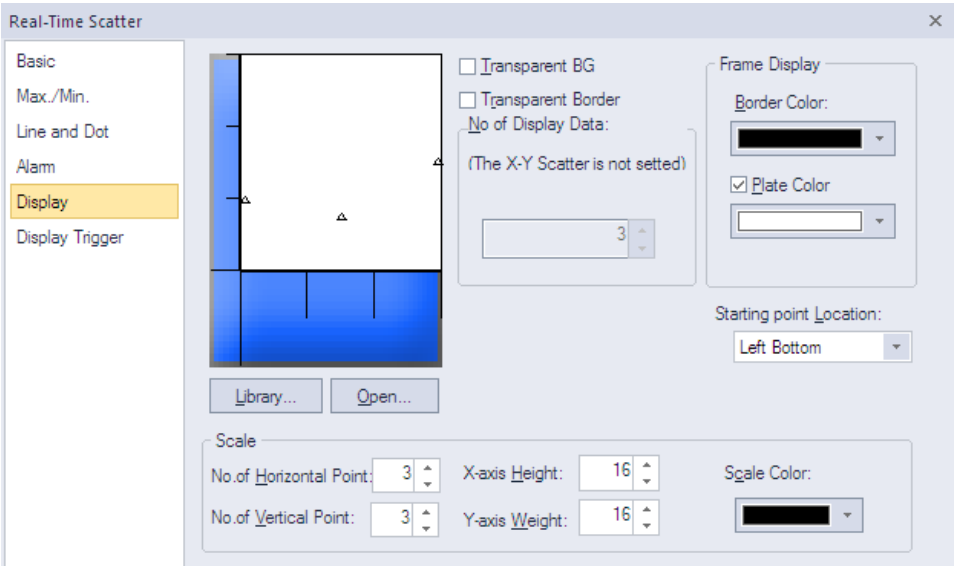 Real-Time Scatter
Basic
Max./Min.
Line and Dot
Alarm
Display
Display Trigger
Transparent BG
Transparent Border
No of Display Data:
(The X-Y Scatter is not setted)
3
Frame Display
Border Color:
Plate Color
Starting point Location:
Left Bottom
Library...
Open...
Scale
No.of Horizontal Point: 3
X-axis Height: 16
Scale Color:
No.of Vertical Point: 3
Y-axis Weight: 16